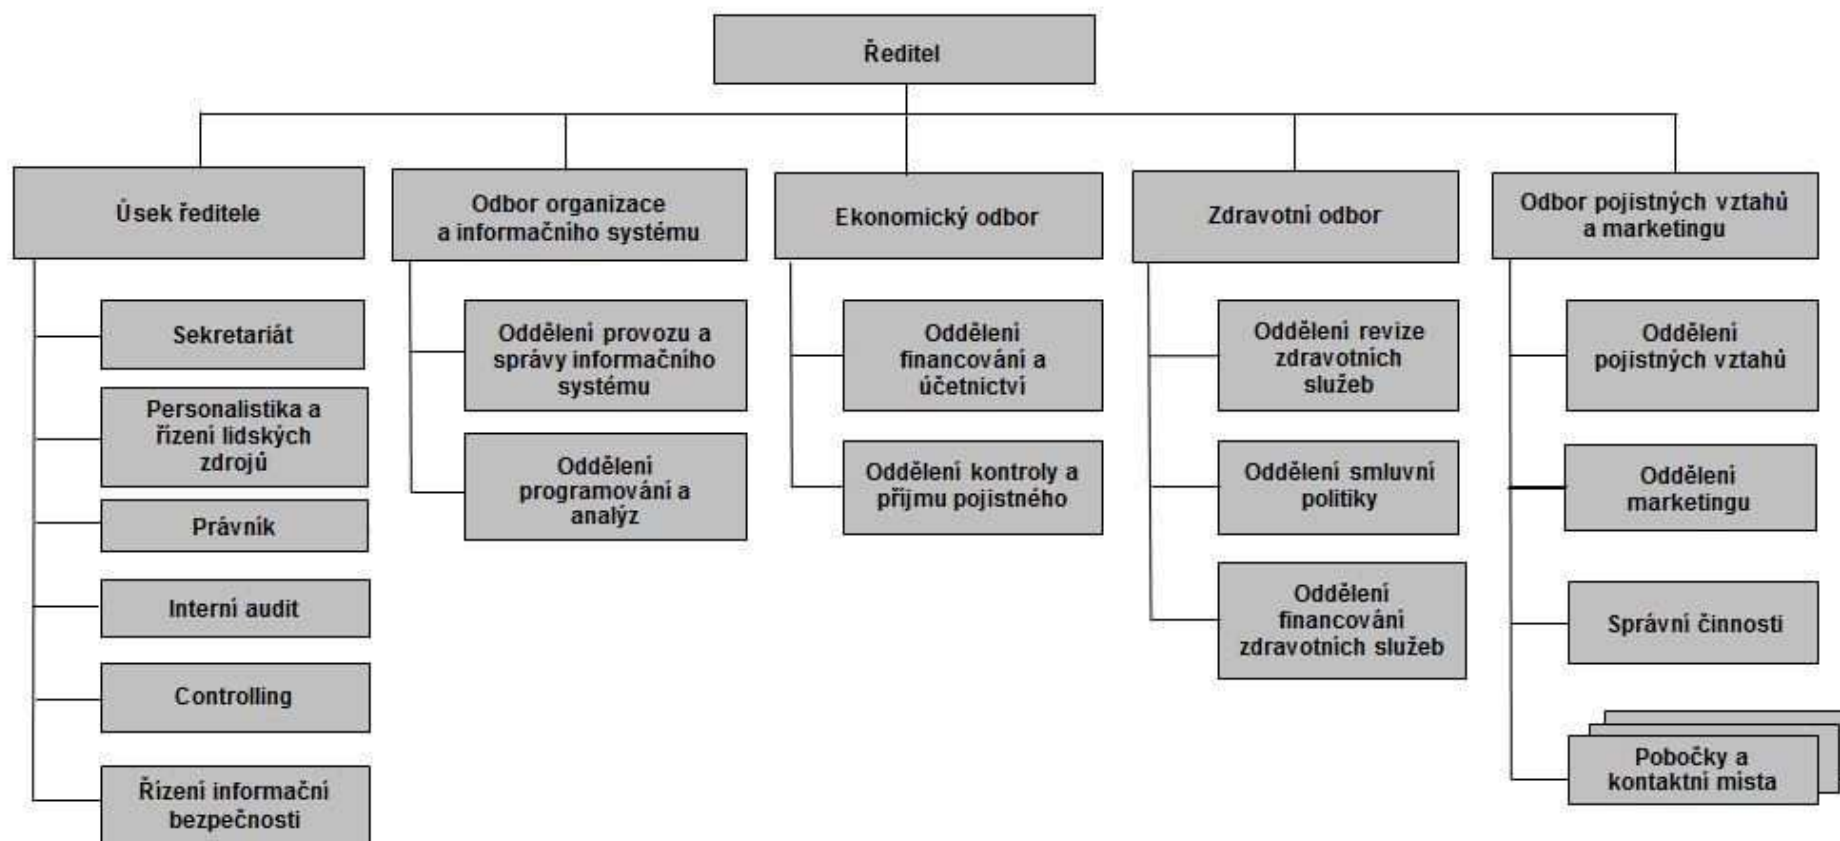 Ředitel
Úsek ředitele
Sekretariát
Personalistika a
řízení lidských
zdrojů
Právník
Interní audit
Controlling
Řízení informační
bezpečnosti
Odbor organizace
a informačního systému
Oddělení provozu a
správy informačního
systému
Oddělení
programování a
analýz
Ekonomický odbor
Oddělení
financování a
účetnictví
Oddělení kontroly a
příjmu pojistného
Zdravotní odbor
Oddělení revize
zdravotních
služeb
Oddělení smluvní
politiky
Oddělení
financování
zdravotních služeb
Odbor pojistných vztahů
a marketingu
Oddělení
pojistných vztahů
Oddělení
marketingu
Správní činnosti
Pobočky a
kontaktní místa